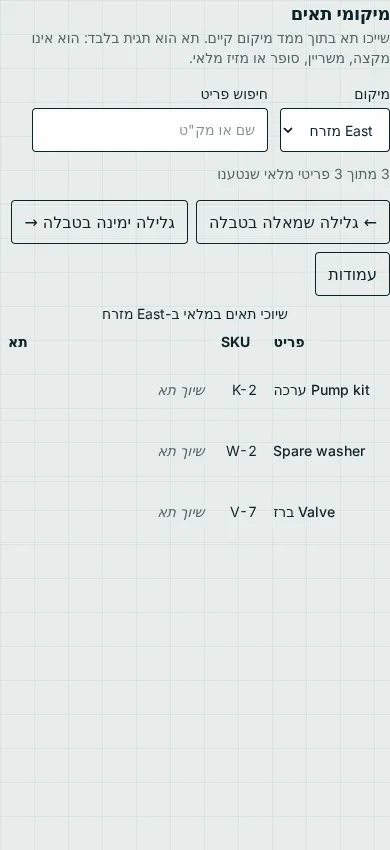 מיקומי תאים
שייכו תא בתוך ממד מיקום קיים. תא הוא תגית בלבד: הוא אינו
מקצה, משריין, סופר או מזיז מלאי.
מיקום
חיפוש פריט
East מזרח
שם או מק"ט
3 מתוך 3 פריטי מלאי שנטענו
← גלילה שמאלה בטבלה
גלילה ימינה בטבלה →
עמודות
שיוכי תאים במלאי ב-East מזרח
פריט SKU תא
Pump kit ערכה K-2 שיוך תא
Spare washer W-2 שיוך תא
Valve ברז V-7 שיוך תא